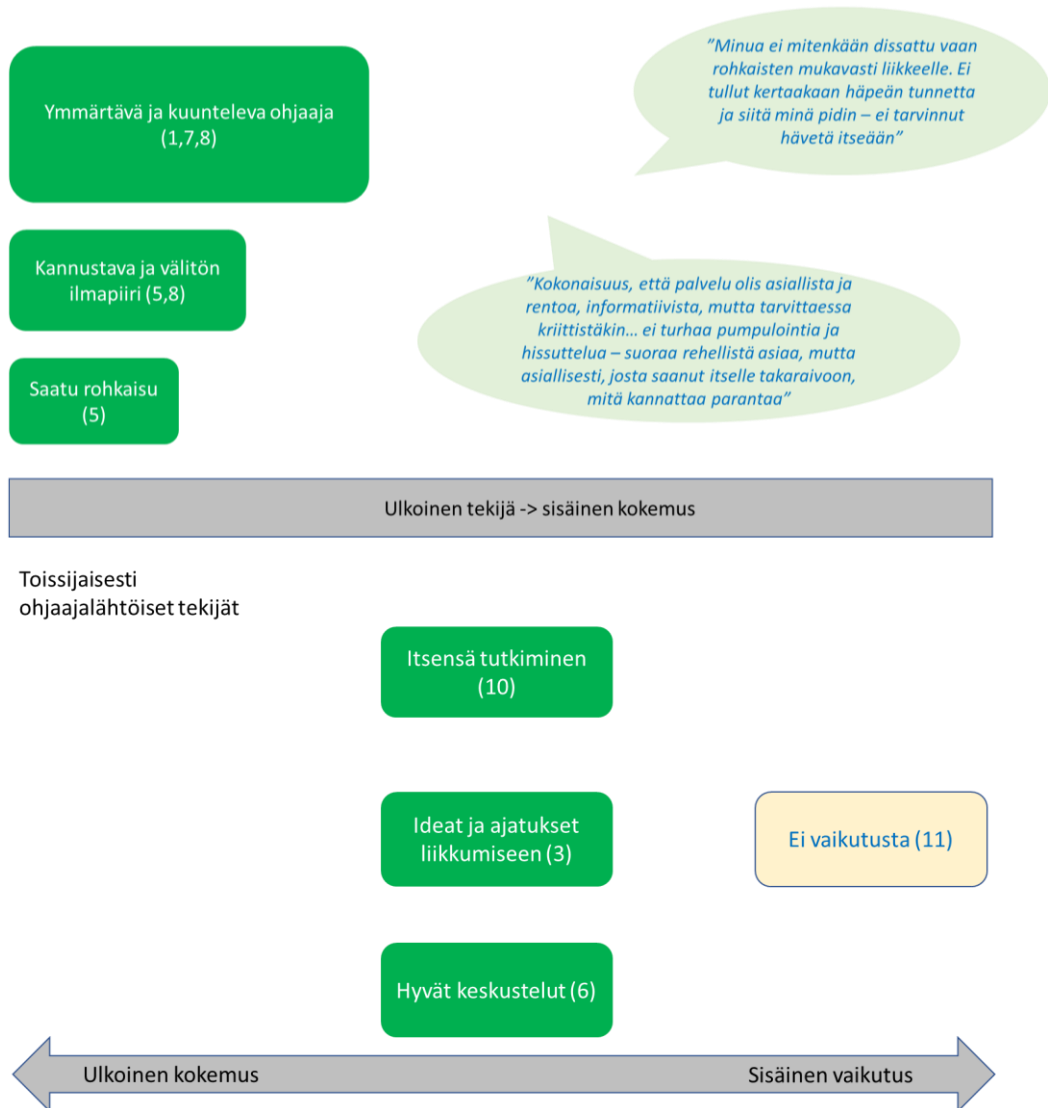 Ymmärtävä ja kuunteleva ohjaaja
(1,7,8)
"Minua ei mitenkään dissattu vaan
rohkaisten mukavasti liikkeelle. Ei
tullut kertaakaan häpeän tunnetta
ja siitä minä pidin – ei tarvinnut
hävetä itseään"
Kannustava ja välitön
ilmapiiri (5,8)
"Kokonaisuus, että palvelu olis asiallista ja
rentoa, informatiivista, mutta tarvittaessa
kriittistäkin... ei turhaa pumpulointia ja
hissuttelua – suoraa rehellistä asiaa, mutta
asiallisesti, josta saanut itselle takaraivoon,
mitä kannattaa parantaa"
Saatu rohkaisu
(5)
Ulkoinen tekijä -> sisäinen kokemus
Toissijaisesti
ohjaajalähtöiset tekijät
Itsensä tutkiminen
(10)
Ideat ja ajatukset
liikkumiseen (3)
Ei vaikutusta (11)
Hyvät keskustelut (6)
Ulkoinen kokemus
Sisäinen vaikutus